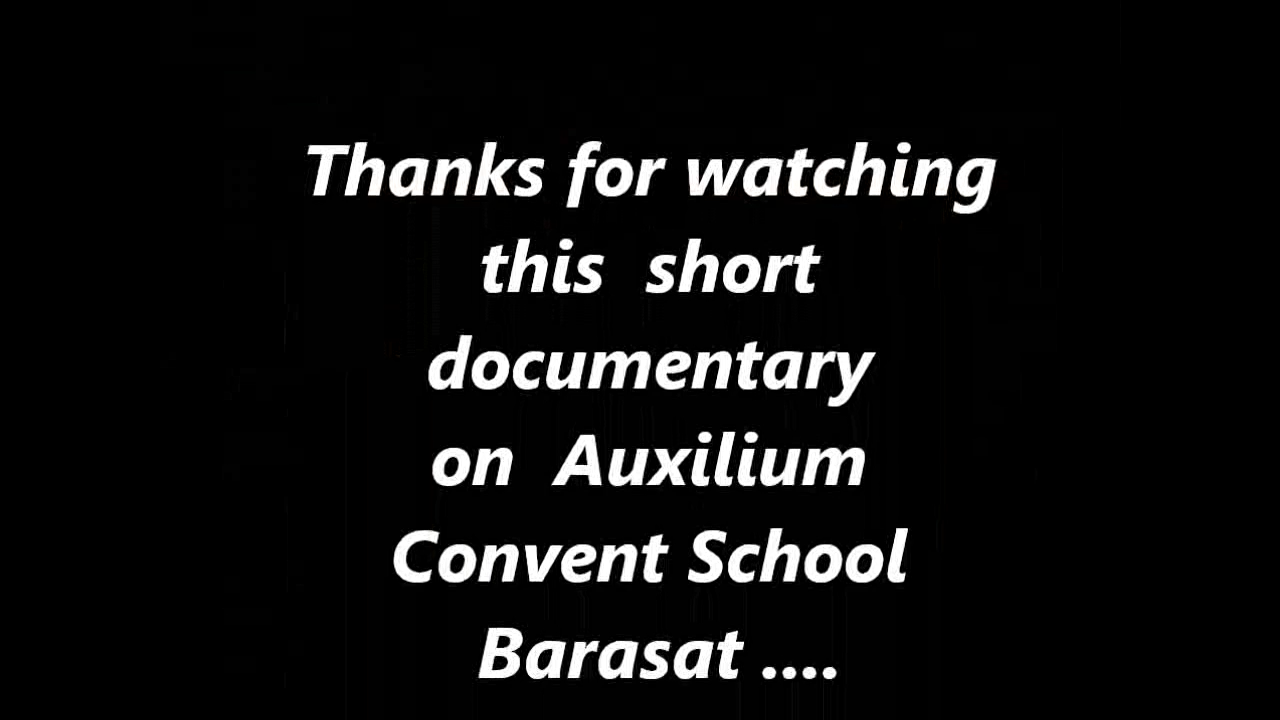 Thanks for watching
this short
documentary
on Auxilium
Convent School
Barasat ....